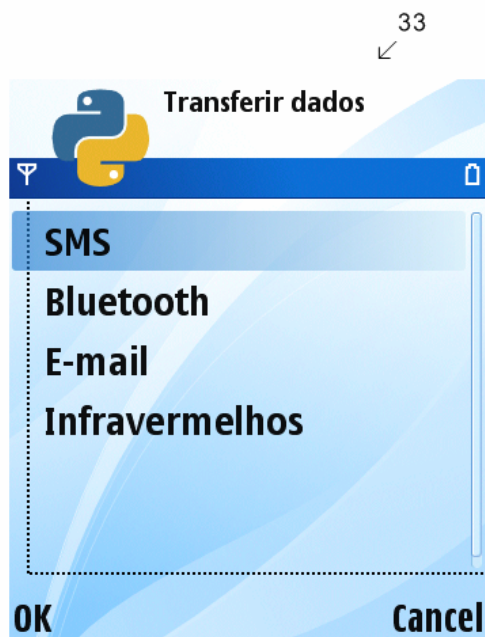 33
Transferir dados
SMS
Bluetooth
E-mail
Infravermelhos
OK
Cancel